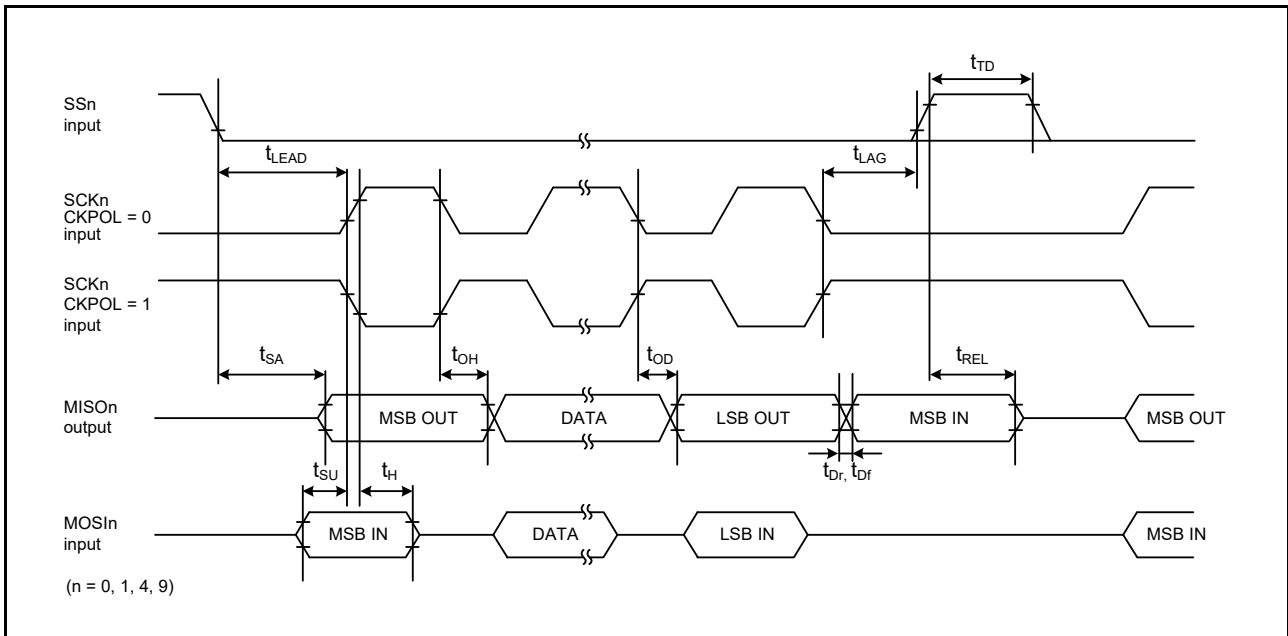 tTD
SSn
input
tLEAD
tLAG
SCKn
CKPOL = 0
input
SCKn
CKPOL = 1
input
tSA
tOH
tOD
tREL
MISOn
output
MSB OUT
DATA
LSB OUT
MSB IN
MSB OUT
tSU
tH
tDr, tDf
MOSIn
input
MSB IN
DATA
LSB IN
MSB IN
(n = 0, 1, 4, 9)